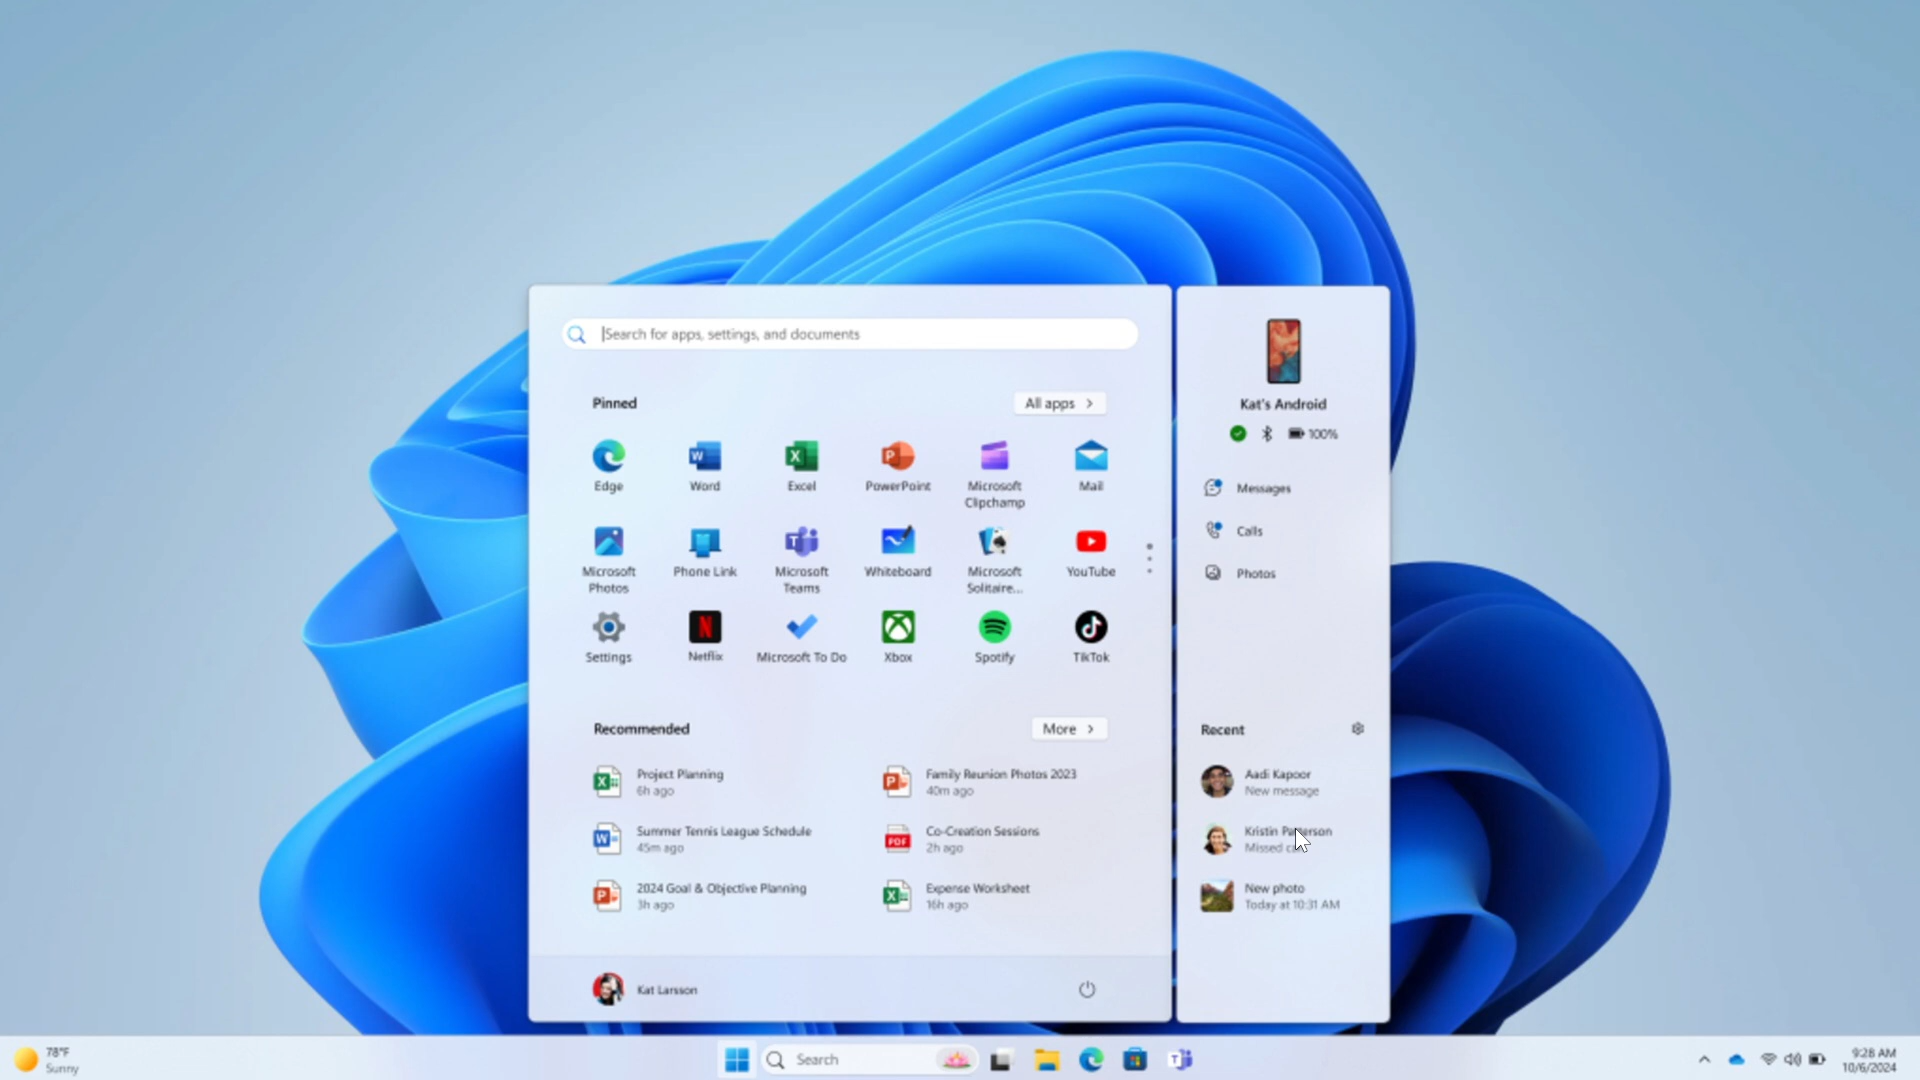 Search for apps, settings, and documents
Pinned
All apps
Edge
Word
Excel
PowerPoint
Microsoft
Clipchamp
Mail
Microsoft
Photos
Phone Link
Microsoft
Teams
Whiteboard
Microsoft
Solitaire...
YouTube
Settings
Netflix
Microsoft To Do
Xbox
Spotify
TikTok
Recommended
More
Project Planning
6h ago
Family Reunion Photos 2023
40m ago
Summer Tennis League Schedule
45m ago
PDF
Co-Creation Sessions
2h ago
2024 Goal & Objective Planning
3h ago
Expense Worksheet
16h ago
Kat Larsson
Kat's Android
100%
Messages
Calls
Photos
Recent
Aadi Kapoor
New message
Kristin
Missed
New photo
Today at 10:31 AM
78°F
Sunny
Search
9:28 AM
10/6/2024